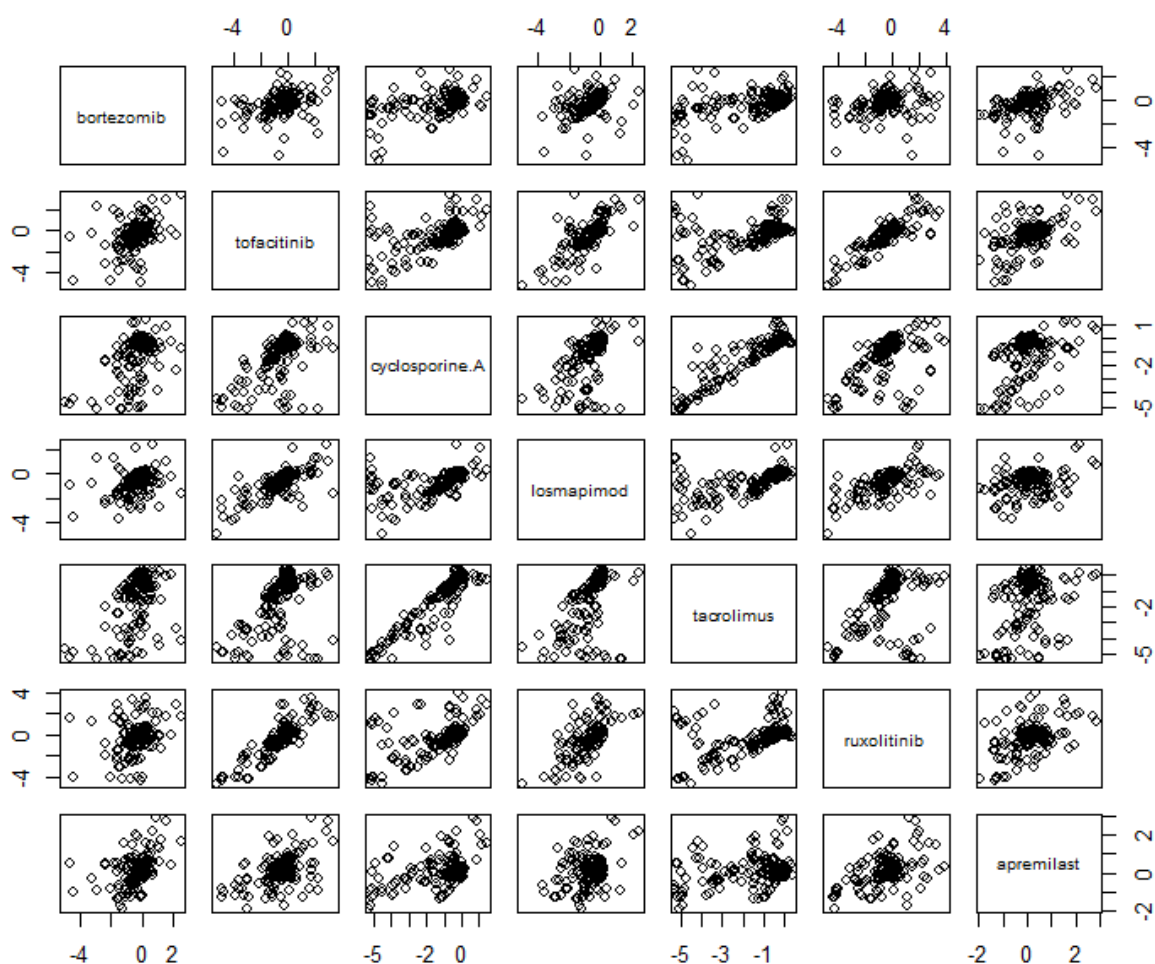 -4 0 0 2 -4 0 4
bortezomib 0 -4
0 -4 tofacitinib
cyclosporine.A 1 -2 -5
0 -4 losmapimod
tacrolimus -2 -5
4 0 -4 ruxolitinib
apremilast 2 0 -2
-4 0 2 -5 -2 0 -5 -3 -1 -2 0 2